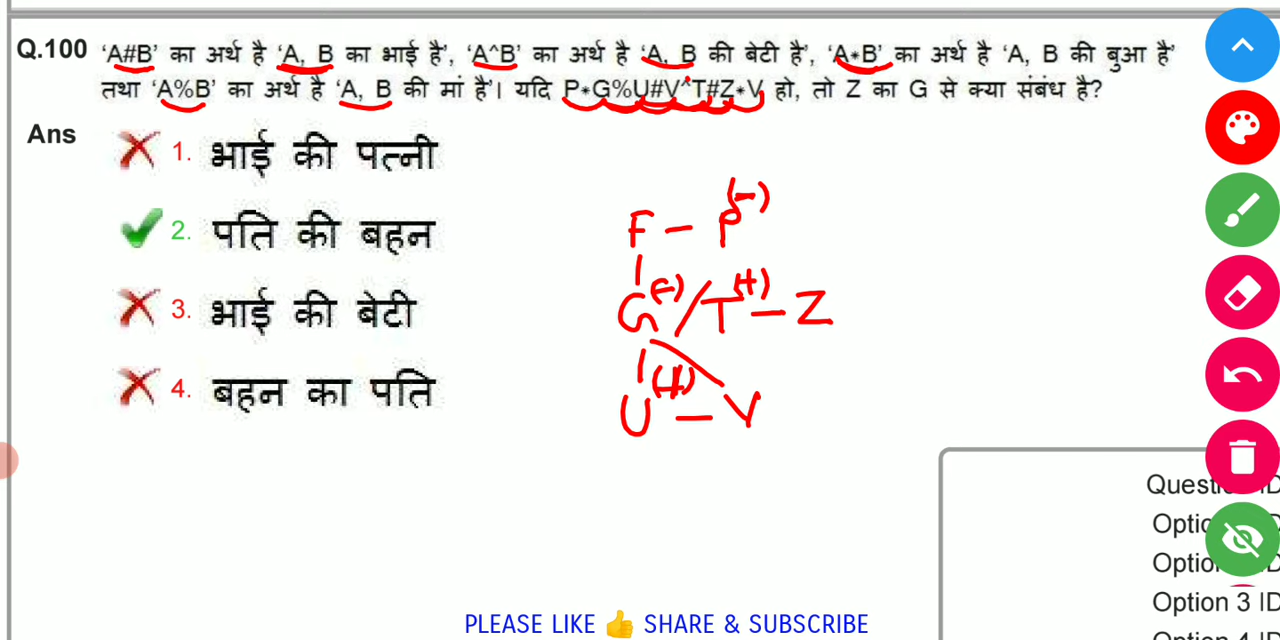 Q.100 'A#B' का अर्थ है 'A, B का भाई है', 'A^B' का अर्थ है 'A, B की बेटी है', 'A*B' का अर्थ है 'A, B की बुआ है'
तथा 'A%B' का अर्थ है 'A, B की मां है'। यदि P*G%U#V^T#Z*V हो, तो Z का G से क्या संबंध है?
Ans
1. भाई की पत्नी
2. पति की बहन
3. भाई की बेटी
4. बहन का पति
F – P(-)
G(-) / T(+) – Z
U(+) – V
Option 3 ID
PLEASE LIKE 👍 SHARE & SUBSCRIBE